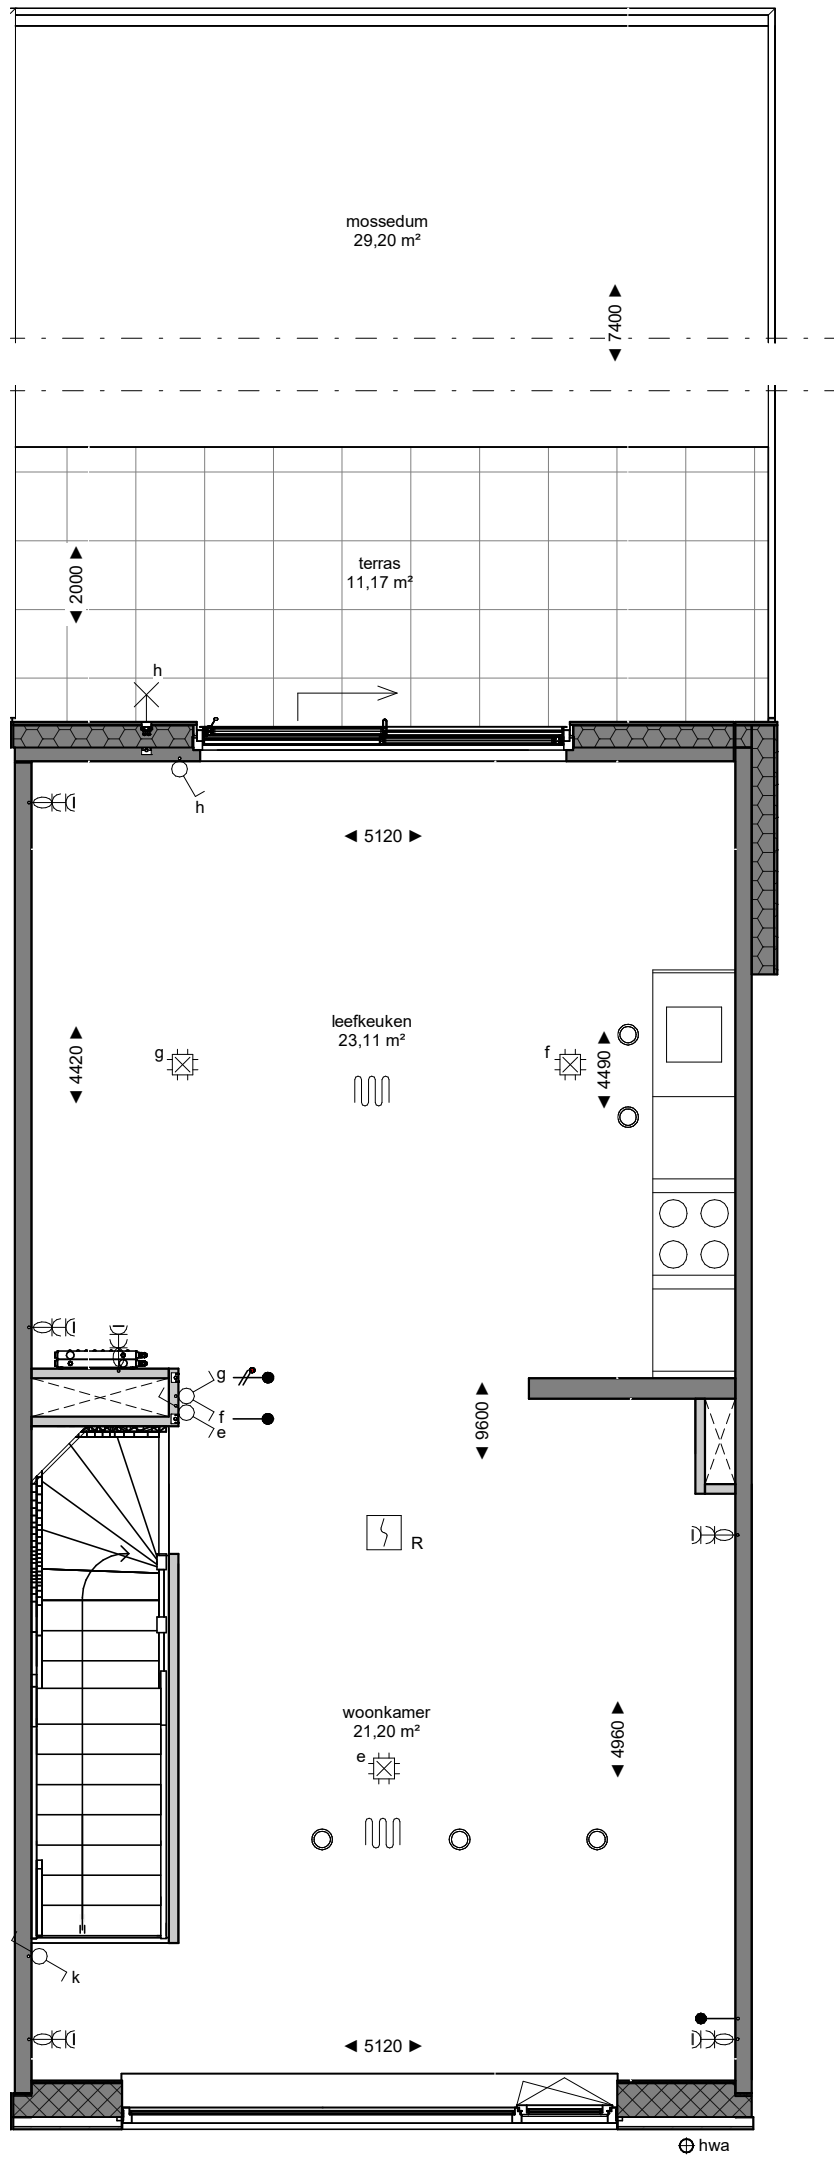 mossedum
29,20 m²
7400
terras
11,17 m²
2000
h
h
5120
leefkeuken
23,11 m²
g
f
4420
4490
g
f
e
9600
R
woonkamer
21,20 m²
e
4960
k
5120
hwa